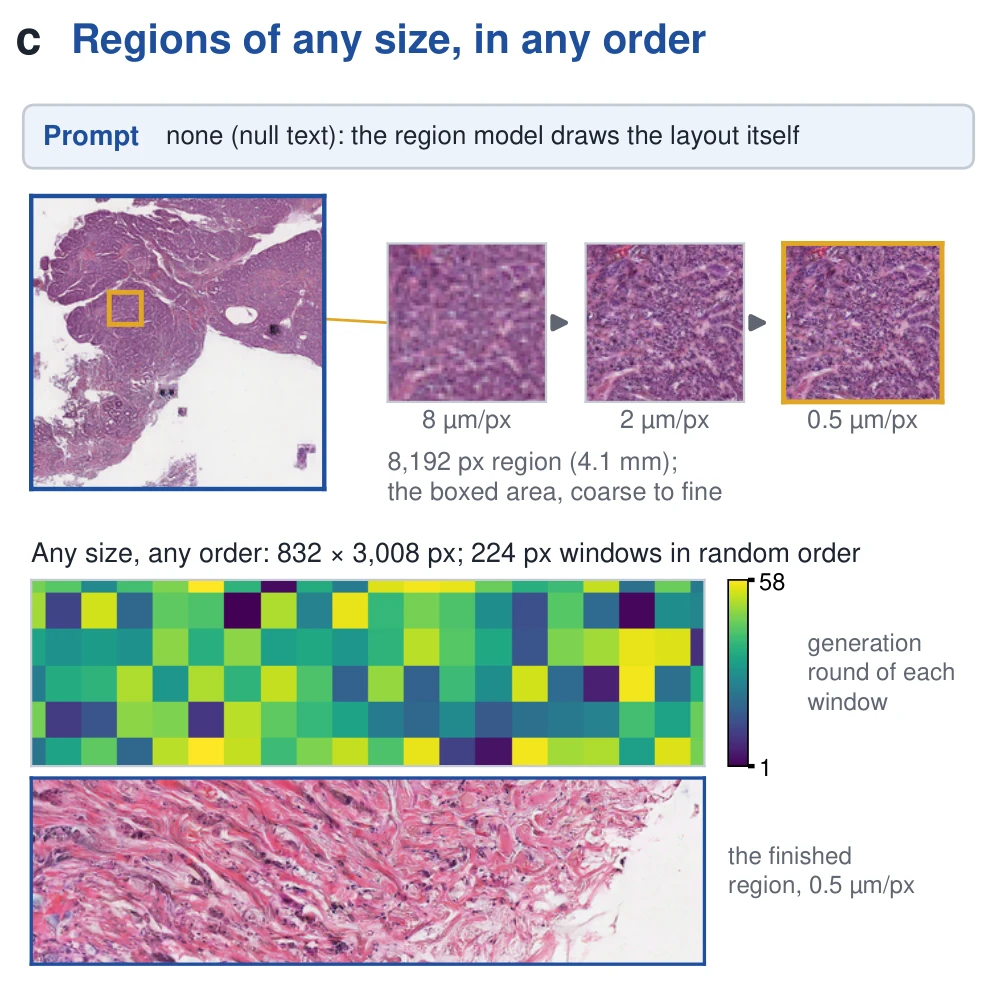 c Regions of any size, in any order
Prompt none (null text): the region model draws the layout itself
8 µm/px
2 µm/px
0.5 µm/px
8,192 px region (4.1 mm);
the boxed area, coarse to fine
Any size, any order: 832 × 3,008 px; 224 px windows in random order
58
generation
round of each
window
1
the finished
region, 0.5 µm/px